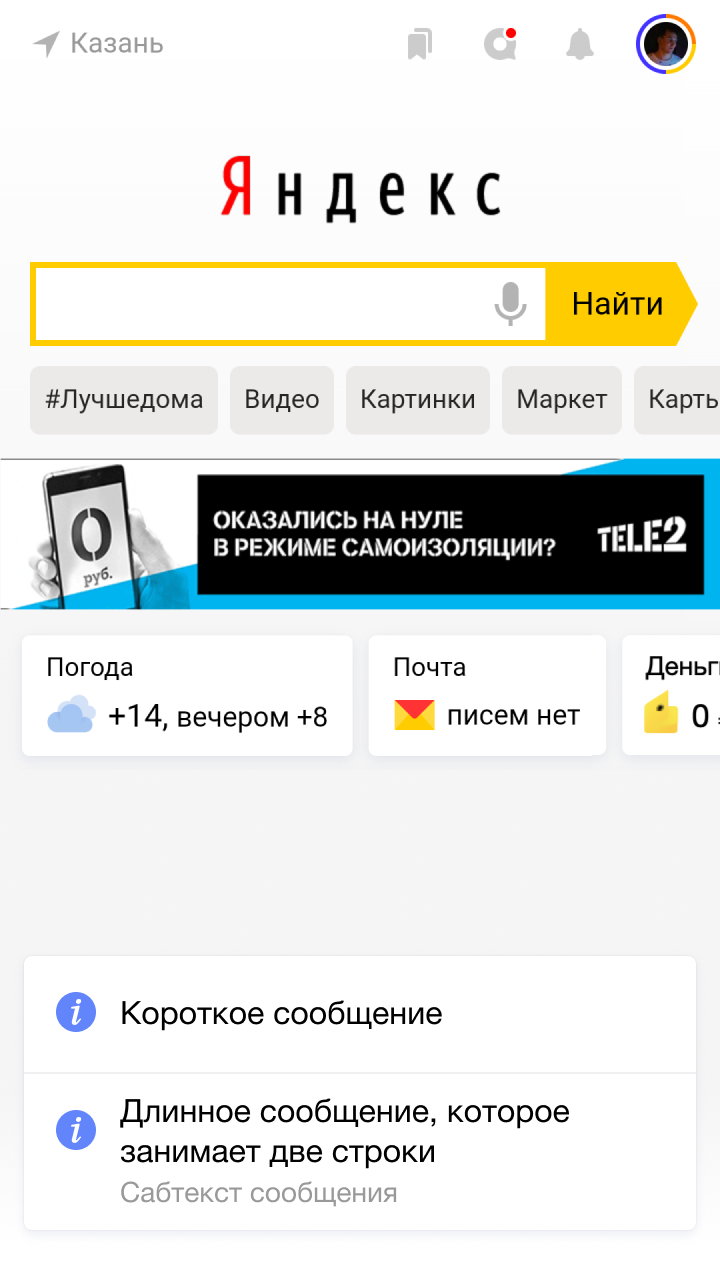 Казань
Яндекс
Найти
#Лучшедома
Видео
Картинки
Маркет
Карты
0
руб.
ОКАЗАЛИСЬ НА НУЛЕ
В РЕЖИМЕ САМОИЗОЛЯЦИИ?
TELE2
Погода
+14, вечером +8
Почта
писем нет
Деньг
0
Короткое сообщение
Длинное сообщение, которое
занимает две строки
Сабтекст сообщения